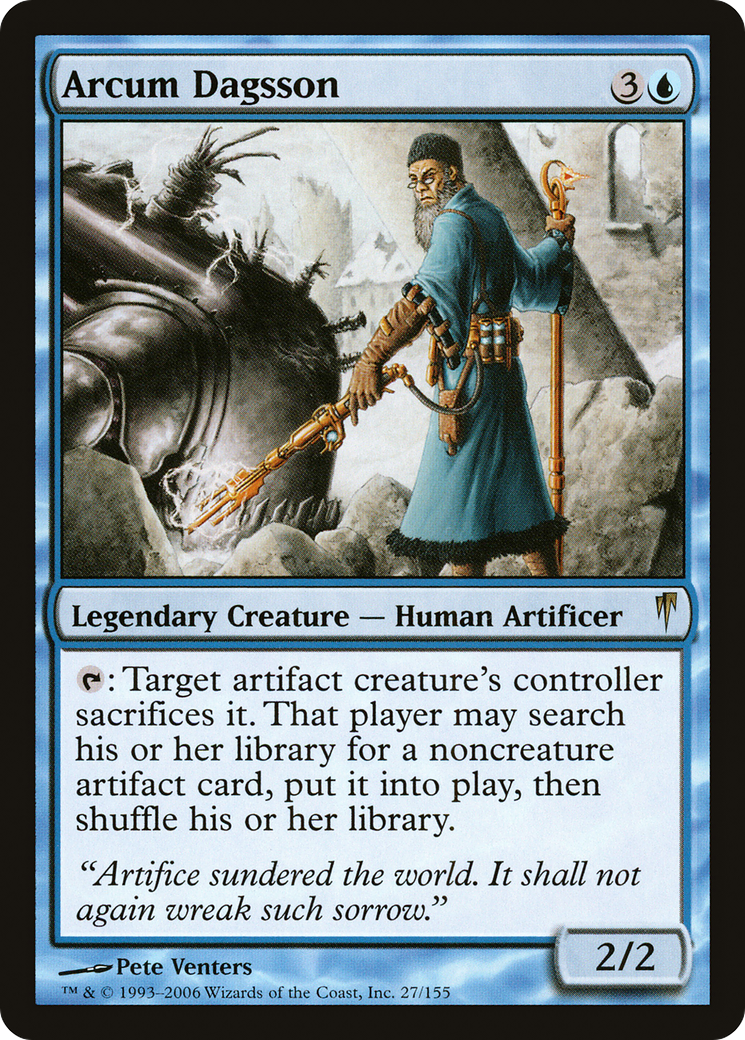 Arcum Dagsson 3
Legendary Creature — Human Artificer
: Target artifact creature's controller
sacrifices it. That player may search
his or her library for a noncreature
artifact card, put it into play, then
shuffle his or her library.
“Artifice sundered the world. It shall not
again wreak such sorrow.”
2/2
Pete Venters
™ & © 1993–2006 Wizards of the Coast, Inc. 27/155